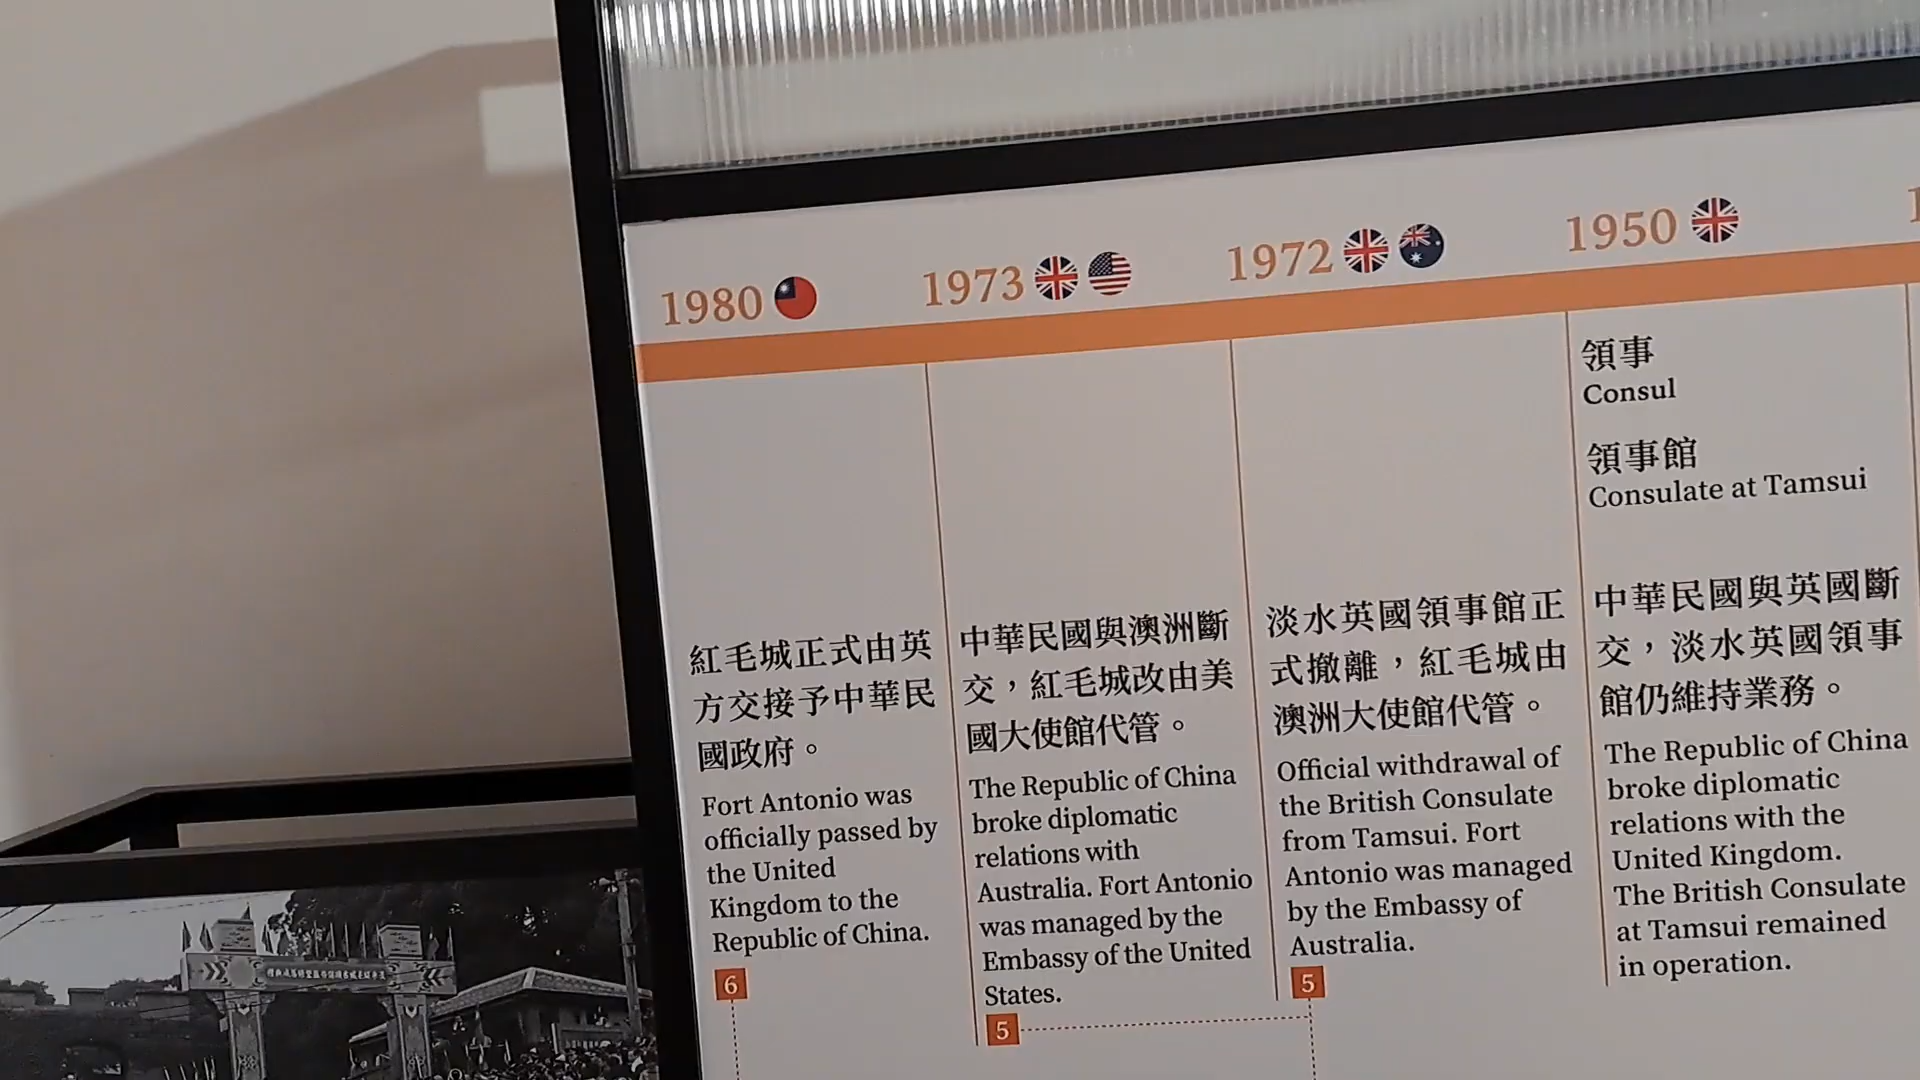 1980
紅毛城正式由英
方交接予中華民
國政府。
Fort Antonio was
officially passed by
the United
Kingdom to the
Republic of China.
6
1973
中華民國與澳洲斷
交，紅毛城改由美
國大使館代管。
The Republic of China
broke diplomatic
relations with
Australia. Fort Antonio
was managed by the
Embassy of the United
States.
5
1972
淡水英國領事館正
式撤離，紅毛城由
澳洲大使館代管。
Official withdrawal of
the British Consulate
from Tamsui. Fort
Antonio was managed
by the Embassy of
Australia.
5
1950
領事
Consul
領事館
Consulate at Tamsui
中華民國與英國斷
交，淡水英國領事
館仍維持業務。
The Republic of China
broke diplomatic
relations with the
United Kingdom.
The British Consulate
at Tamsui remained
in operation.